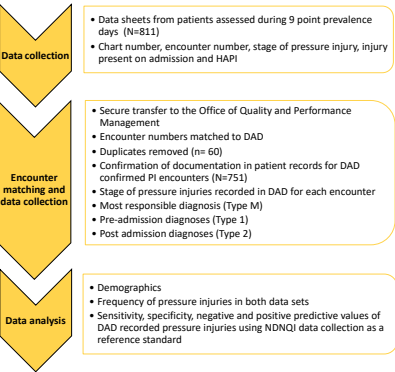 Data collection
• Data sheets from patients assessed during 9 point prevalence
days (N=811)
• Chart number, encounter number, stage of pressure injury, injury
present on admission and HAPI
Encounter
matching and
data collection
• Secure transfer to the Office of Quality and Performance
Management
• Encounter numbers matched to DAD
• Duplicates removed (n= 60)
• Confirmation of documentation in patient records for DAD
confirmed PI encounters (N=751)
• Stage of pressure injuries recorded in DAD for each encounter
• Most responsible diagnosis (Type M)
• Pre-admission diagnoses (Type 1)
• Post admission diagnoses (Type 2)
Data analysis
• Demographics
• Frequency of pressure injuries in both data sets
• Sensitivity, specificity, negative and positive predictive values of
DAD recorded pressure injuries using NDNQI data collection as a
reference standard